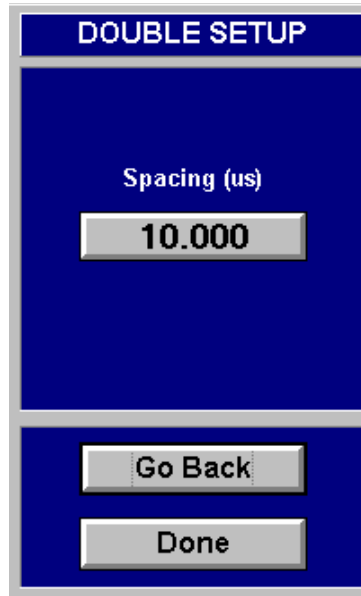 DOUBLE SETUP
Spacing (us)
10.000
Go Back
Done